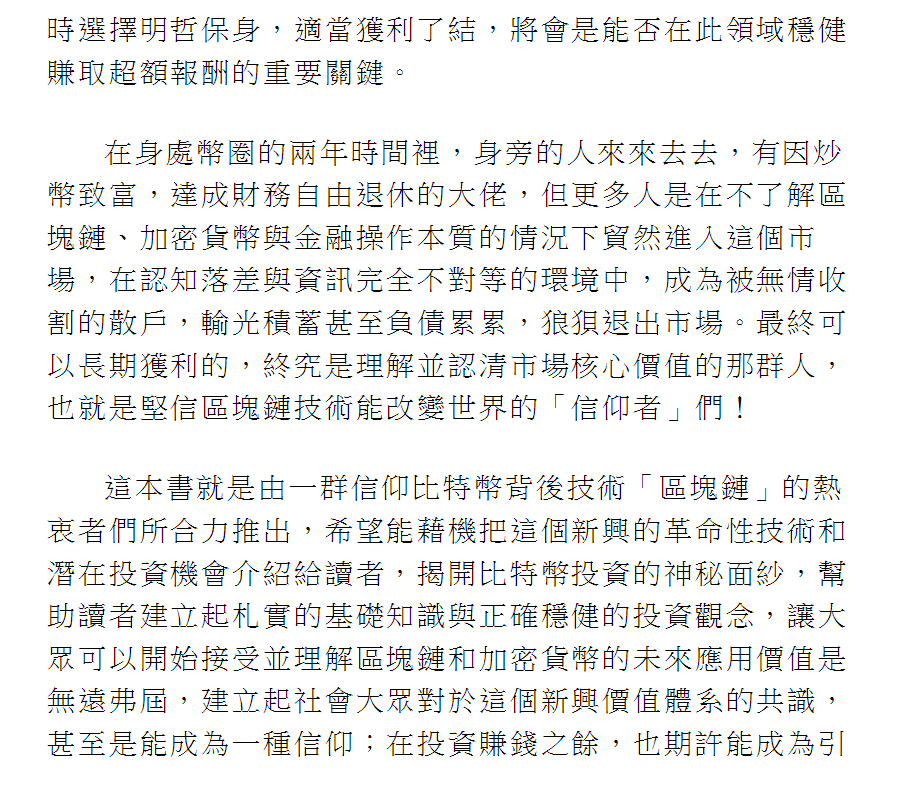 時選擇明哲保身，適當獲利了結，將會是能否在此領域穩健
賺取超額報酬的重要關鍵。
在身處幣圈的兩年時間裡，身旁的人來來去去，有因炒
幣致富，達成財務自由退休的大佬，但更多人是在不了解區
塊鏈、加密貨幣與金融操作本質的情況下貿然進入這個市
場，在認知落差與資訊完全不對等的環境中，成為被無情收
割的散戶，輸光積蓄甚至負債累累，狼狽退出市場。最終可
以長期獲利的，終究是理解並認清市場核心價值的那群人，
也就是堅信區塊鏈技術能改變世界的「信仰者」們！
這本書就是由一群信仰比特幣背後技術「區塊鏈」的熱
衷者們所合力推出，希望能藉機把這個新興的革命性技術和
潛在投資機會介紹給讀者，揭開比特幣投資的神秘面紗，幫
助讀者建立起札實的基礎知識與正確穩健的投資觀念，讓大
眾可以開始接受並理解區塊鏈和加密貨幣的未來應用價值是
無遠弗屆，建立起社會大眾對於這個新興價值體系的共識，
甚至是能成為一種信仰；在投資賺錢之餘，也期許能成為引